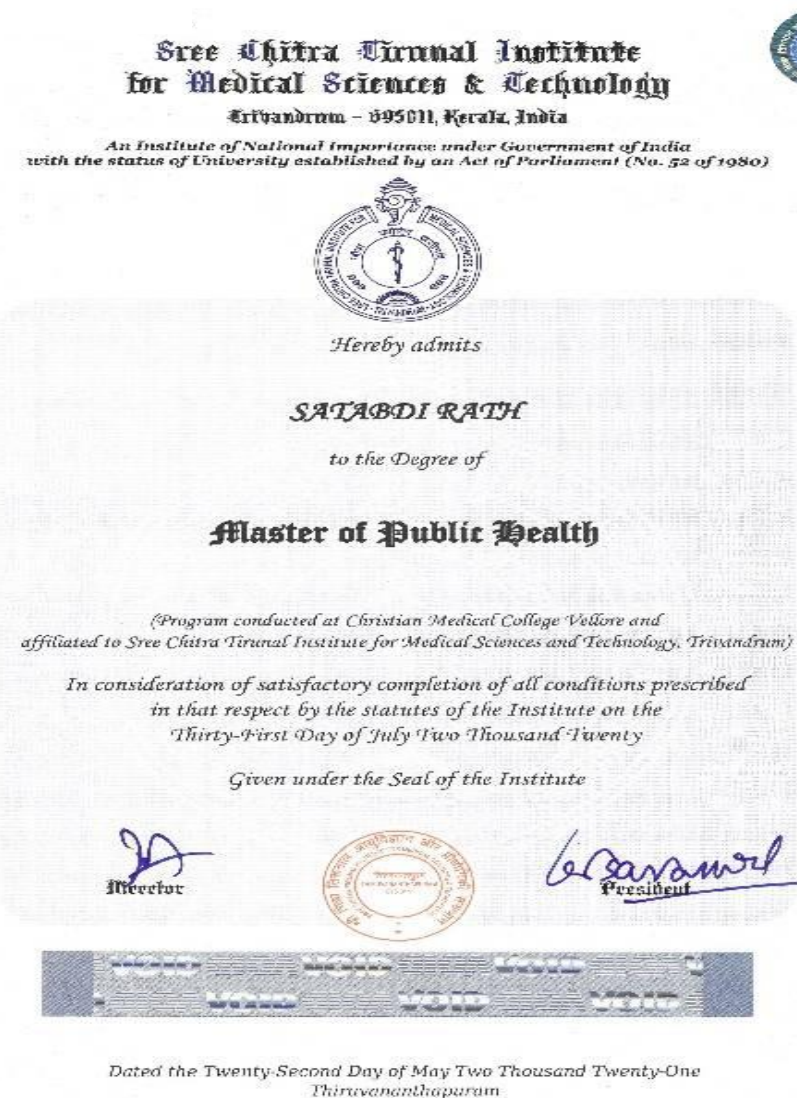 Sree Chitra Tirunal Institute
for Medical Sciences & Technology
Trivandrum - 695011, Kerala, India
An Institute of National Importance under Government of India
with the status of University established by an Act of Parliament (No. 52 of 1980)
Hereby admits
SATABDI RATH
to the Degree of
Master of Public Health
(Program conducted at Christian Medical College Vellore and
affiliated to Sree Chitra Tirunal Institute for Medical Sciences and Technology, Trivandrum)
In consideration of satisfactory completion of all conditions prescribed
in that respect by the statutes of the Institute on the
Thirty-First Day of July Two Thousand Twenty
Given under the Seal of the Institute
Director
President
VOID VOID VOID V
VOID VOID VOID
Dated the Twenty-Second Day of May Two Thousand Twenty-One
Thiruvananthapuram